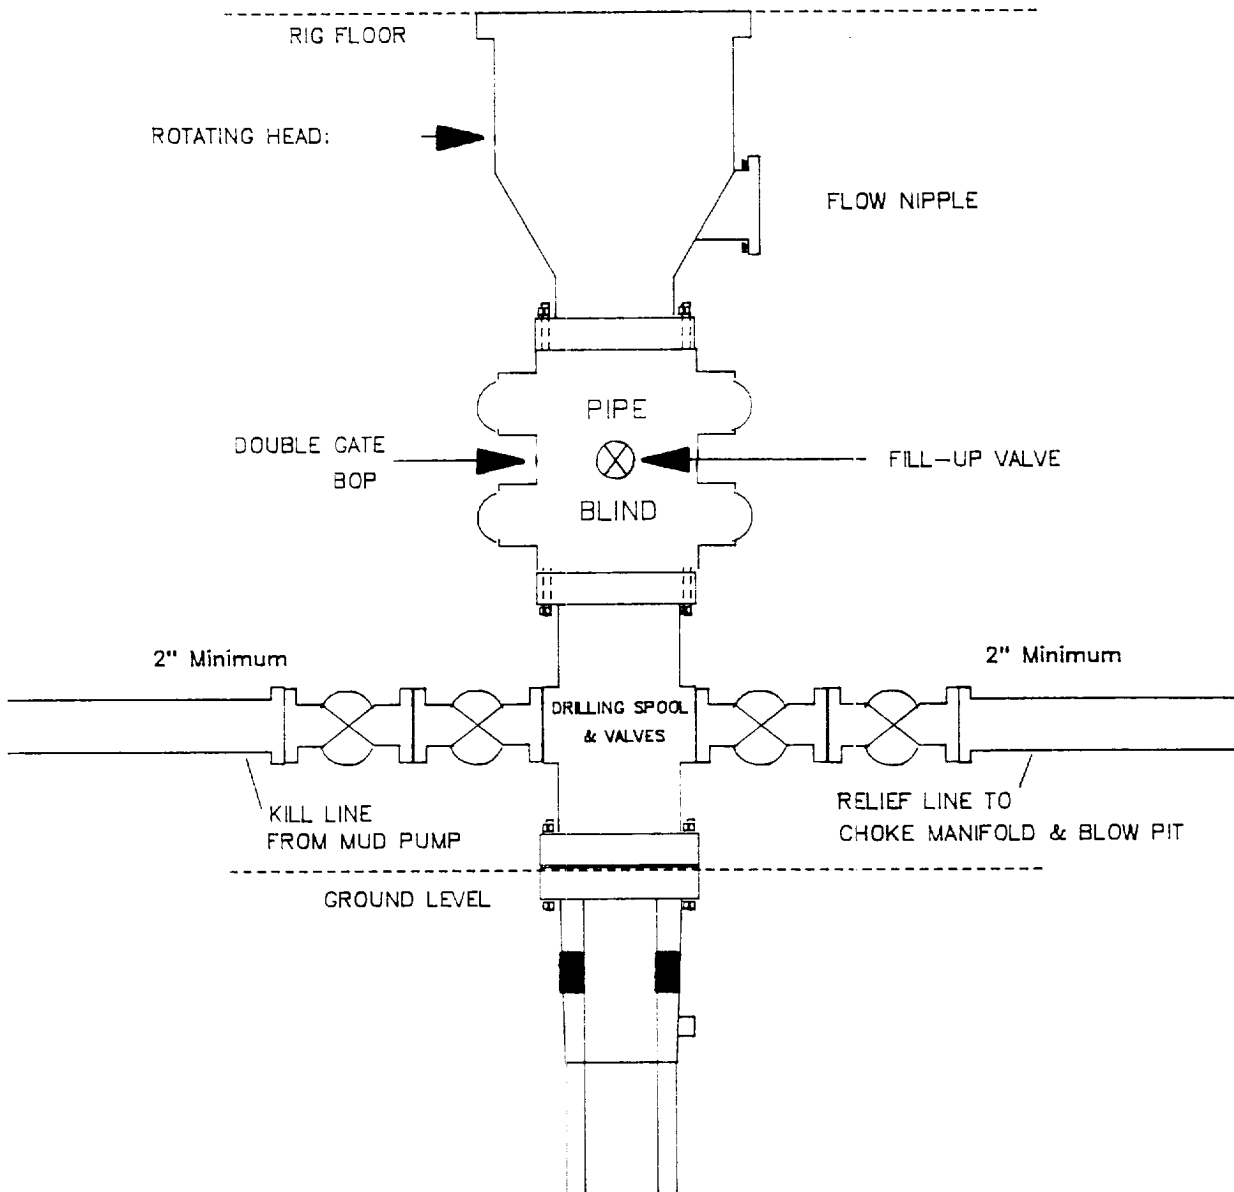 RIG FLOOR
ROTATING HEAD:
FLOW NIPPLE
PIPE
DOUBLE GATE
BOP
FILL-UP VALVE
BLIND
2" Minimum
2" Minimum
DRILLING SPOOL
& VALVES
KILL LINE
FROM MUD PUMP
RELIEF LINE TO
CHOKE MANIFOLD & BLOW PIT
GROUND LEVEL